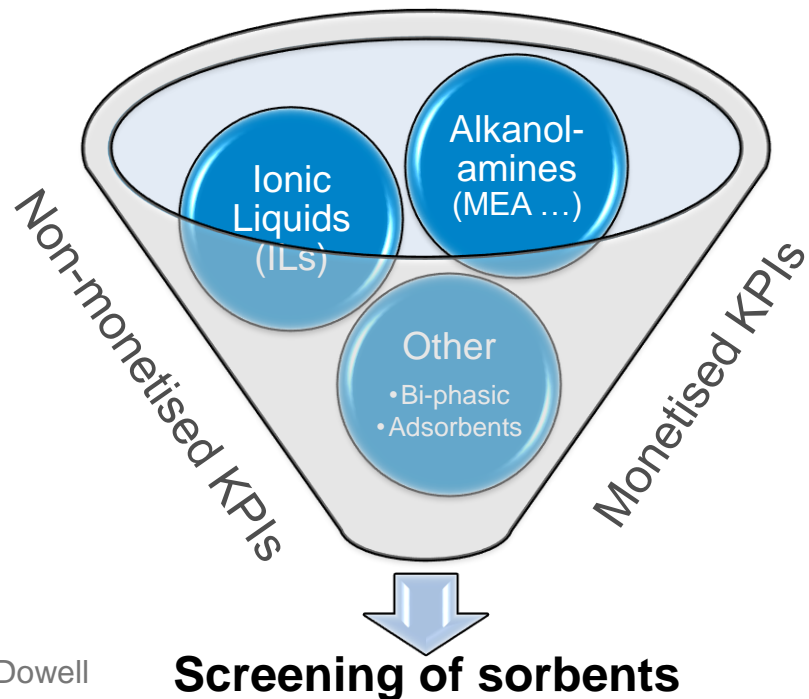 Alkanol-
amines
(MEA …)
Ionic
Liquids
(ILs)
Other
•Bi-phasic
•Adsorbents
Non-monetised KPIs
Monetised KPIs
Dowell
Screening of sorbents